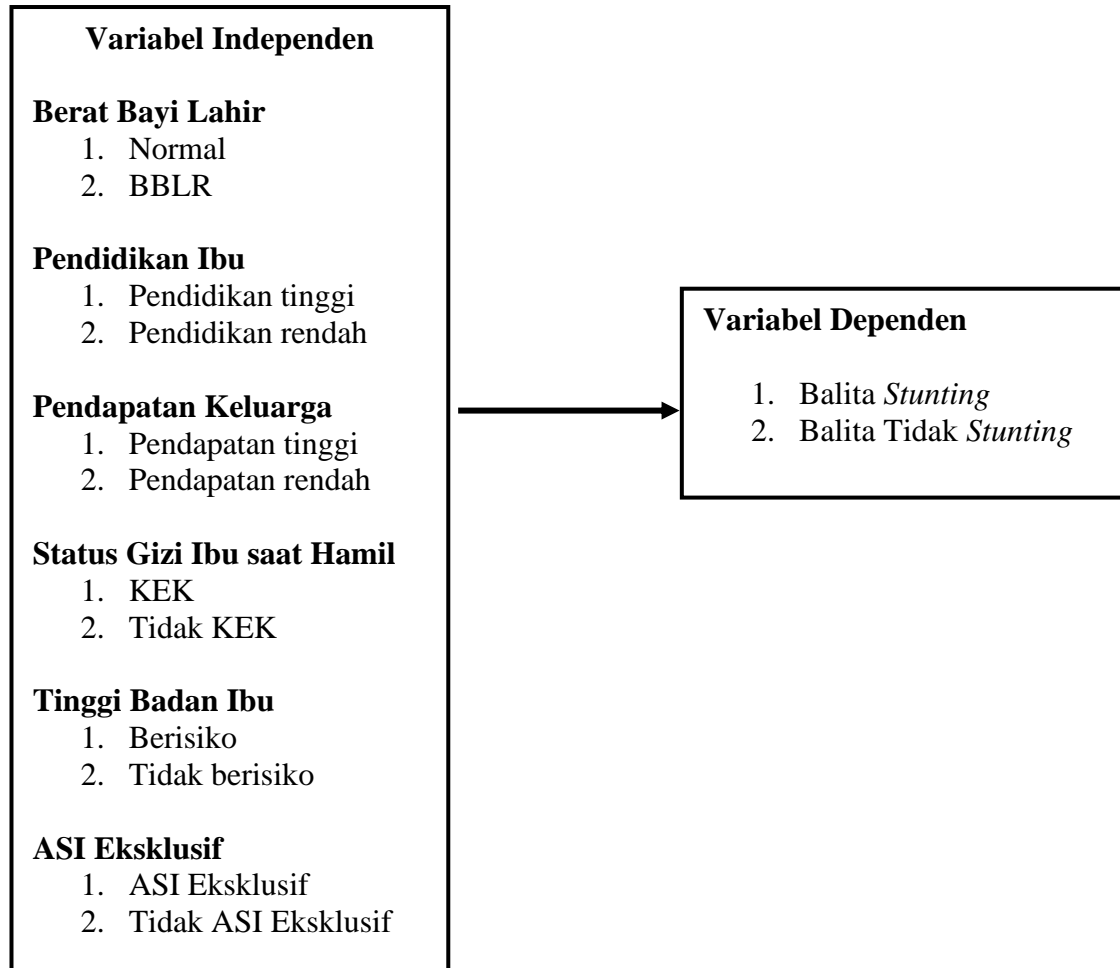 Variabel Independen
Berat Bayi Lahir
1. Normal
2. BBLR
Pendidikan Ibu
1. Pendidikan tinggi
2. Pendidikan rendah
Pendapatan Keluarga
1. Pendapatan tinggi
2. Pendapatan rendah
Status Gizi Ibu saat Hamil
1. KEK
2. Tidak KEK
Tinggi Badan Ibu
1. Berisiko
2. Tidak berisiko
ASI Eksklusif
1. ASI Eksklusif
2. Tidak ASI Eksklusif
Variabel Dependen
1. Balita Stunting
2. Balita Tidak Stunting